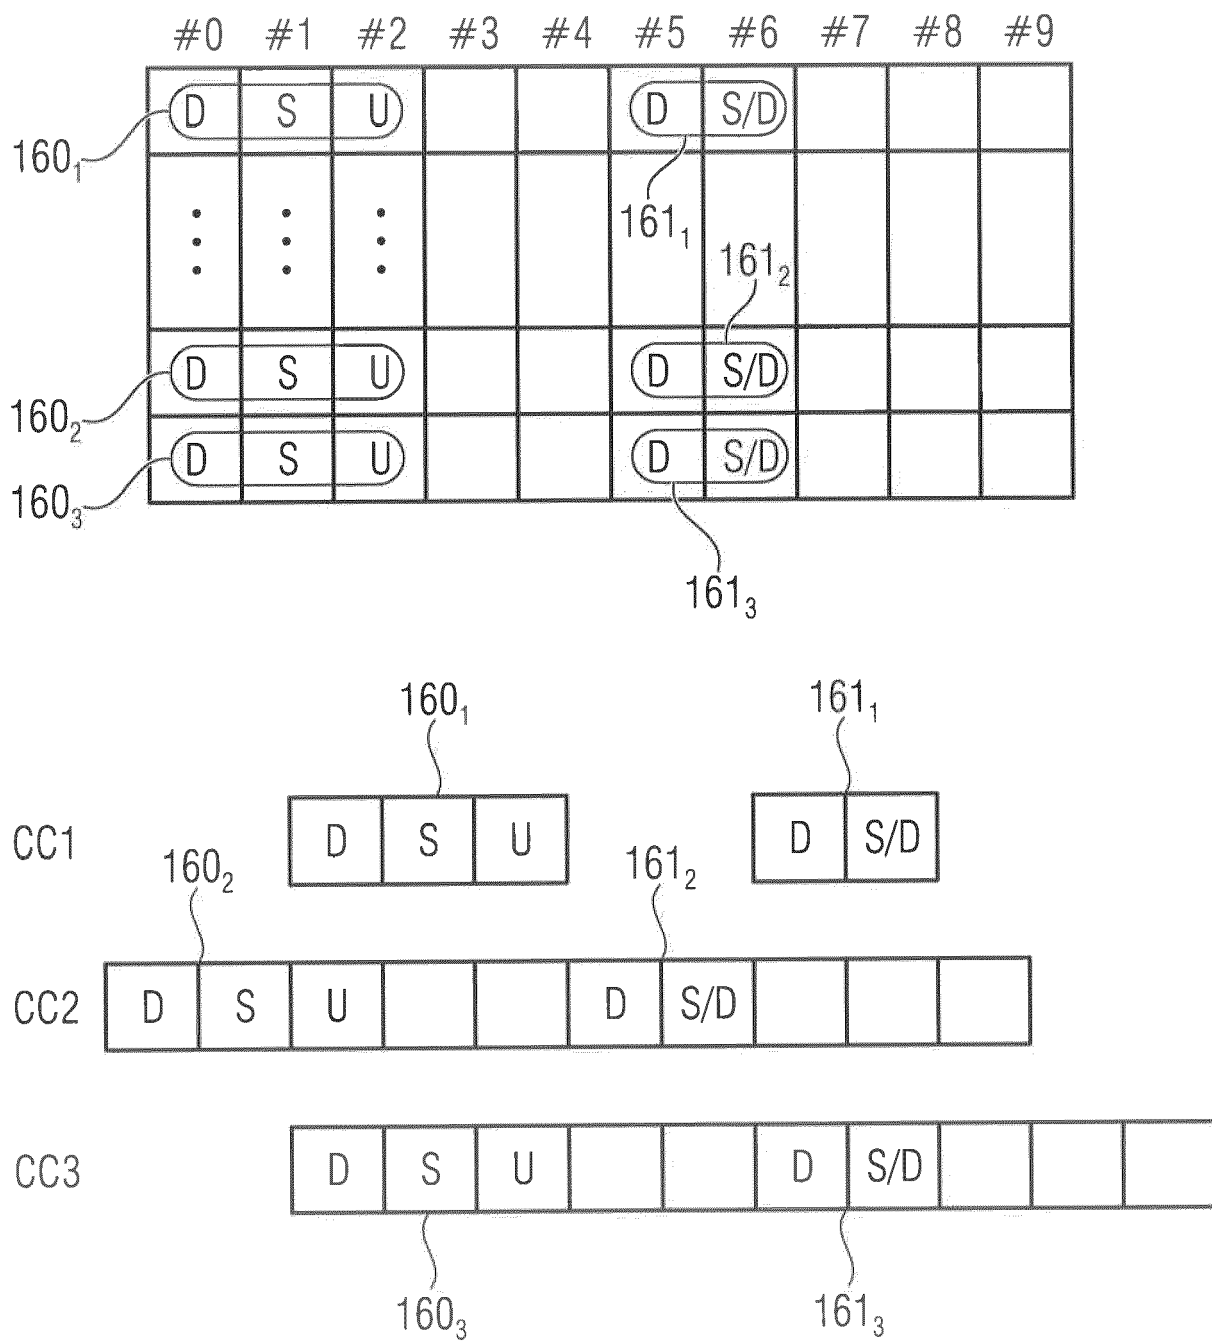 #0 #1 #2 #3 #4 #5 #6 #7 #8 #9
D S U D S/D
160₁
161₁
161₂
D S U D S/D
160₂
D S U D S/D
160₃
161₃
160₁ 161₁
CC1 D S U D S/D
160₂ 161₂
CC2 D S U D S/D
CC3 D S U D S/D
160₃ 161₃